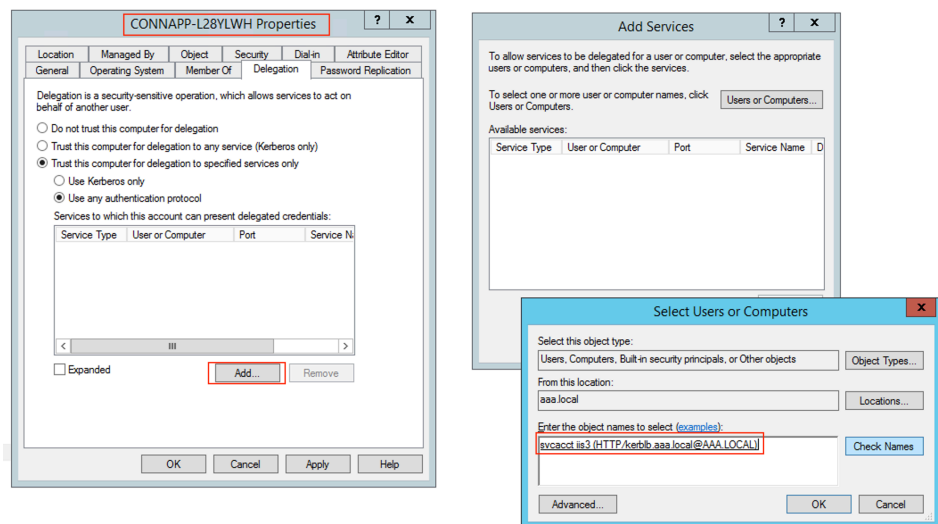 CONNAPP-L28YLWH Properties
? x
Location Managed By Object Security Dial-in Attribute Editor
General Operating System Member Of Delegation Password Replication
Delegation is a security-sensitive operation, which allows services to act on
behalf of another user.
Do not trust this computer for delegation
Trust this computer for delegation to any service (Kerberos only)
Trust this computer for delegation to specified services only
Use Kerberos only
Use any authentication protocol
Services to which this account can present delegated credentials:
Service Type User or Computer Port Service Na
Expanded
Add... Remove
OK Cancel Apply Help
Add Services
? x
To allow services to be delegated for a user or computer, select the appropriate
users or computers, and then click the services.
To select one or more user or computer names, click
Users or Computers.
Users or Computers...
Available services:
Service Type User or Computer Port Service Name D
Select Users or Computers
x
Select this object type:
Users, Computers, Built-in security principals, or Other objects
Object Types...
From this location:
aaa.local
Locations...
Enter the object names to select (examples):
svcacct iis3 (HTTP/kerblb.aaa.local@AAA.LOCAL)
Check Names
Advanced...
OK Cancel